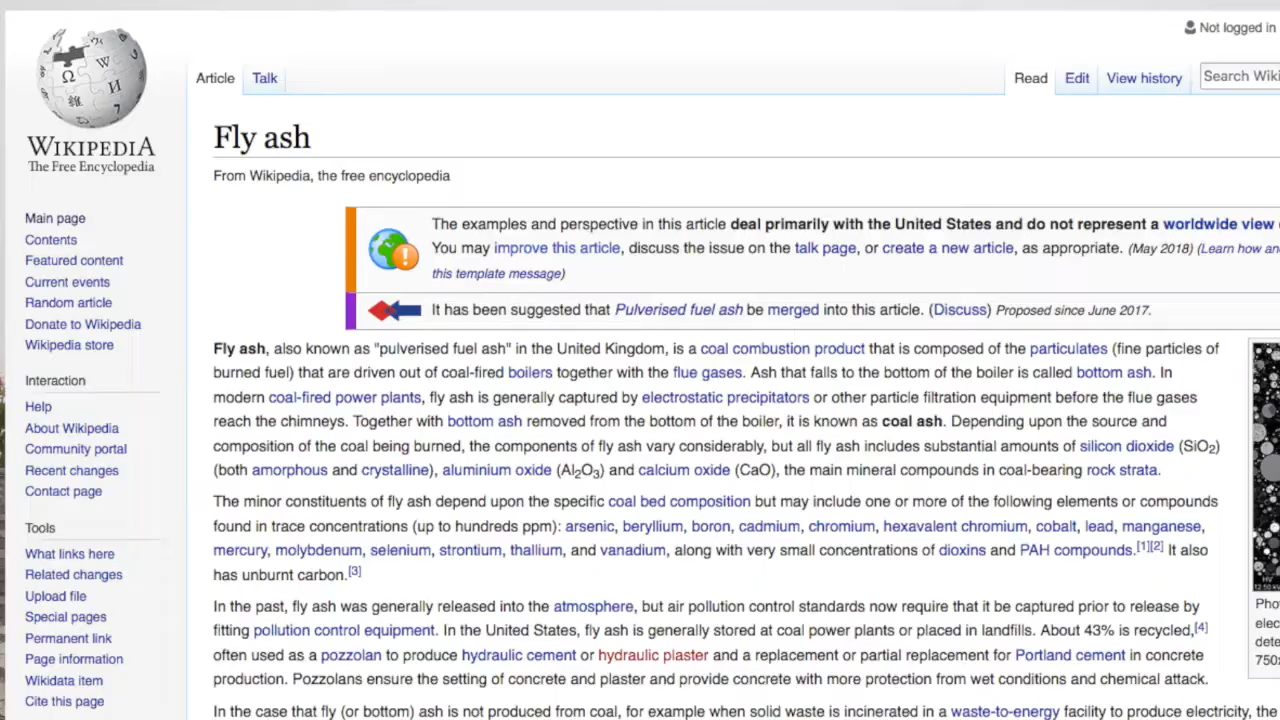 Not logged in
Article Talk Read Edit View history Search Wiki
WIKIPEDIA
The Free Encyclopedia
Main page
Contents
Featured content
Current events
Random article
Donate to Wikipedia
Wikipedia store
Interaction
Help
About Wikipedia
Community portal
Recent changes
Contact page
Tools
What links here
Related changes
Upload file
Special pages
Permanent link
Page information
Wikidata item
Cite this page
Fly ash
From Wikipedia, the free encyclopedia
The examples and perspective in this article deal primarily with the United States and do not represent a worldwide view
You may improve this article, discuss the issue on the talk page, or create a new article, as appropriate. (May 2018) (Learn how an
this template message)
It has been suggested that Pulverised fuel ash be merged into this article. (Discuss) Proposed since June 2017.
Fly ash, also known as "pulverised fuel ash" in the United Kingdom, is a coal combustion product that is composed of the particulates (fine particles of
burned fuel) that are driven out of coal-fired boilers together with the flue gases. Ash that falls to the bottom of the boiler is called bottom ash. In
modern coal-fired power plants, fly ash is generally captured by electrostatic precipitators or other particle filtration equipment before the flue gases
reach the chimneys. Together with bottom ash removed from the bottom of the boiler, it is known as coal ash. Depending upon the source and
composition of the coal being burned, the components of fly ash vary considerably, but all fly ash includes substantial amounts of silicon dioxide (SiO2)
(both amorphous and crystalline), aluminium oxide (Al2O3) and calcium oxide (CaO), the main mineral compounds in coal-bearing rock strata.
The minor constituents of fly ash depend upon the specific coal bed composition but may include one or more of the following elements or compounds
found in trace concentrations (up to hundreds ppm): arsenic, beryllium, boron, cadmium, chromium, hexavalent chromium, cobalt, lead, manganese,
mercury, molybdenum, selenium, strontium, thallium, and vanadium, along with very small concentrations of dioxins and PAH compounds.[1][2] It also
has unburnt carbon.[3]
In the past, fly ash was generally released into the atmosphere, but air pollution control standards now require that it be captured prior to release by
fitting pollution control equipment. In the United States, fly ash is generally stored at coal power plants or placed in landfills. About 43% is recycled,[4]
often used as a pozzolan to produce hydraulic cement or hydraulic plaster and a replacement or partial replacement for Portland cement in concrete
production. Pozzolans ensure the setting of concrete and plaster and provide concrete with more protection from wet conditions and chemical attack.
In the case that fly (or bottom) ash is not produced from coal, for example when solid waste is incinerated in a waste-to-energy facility to produce electricity, the
Pho
elec
dete
750